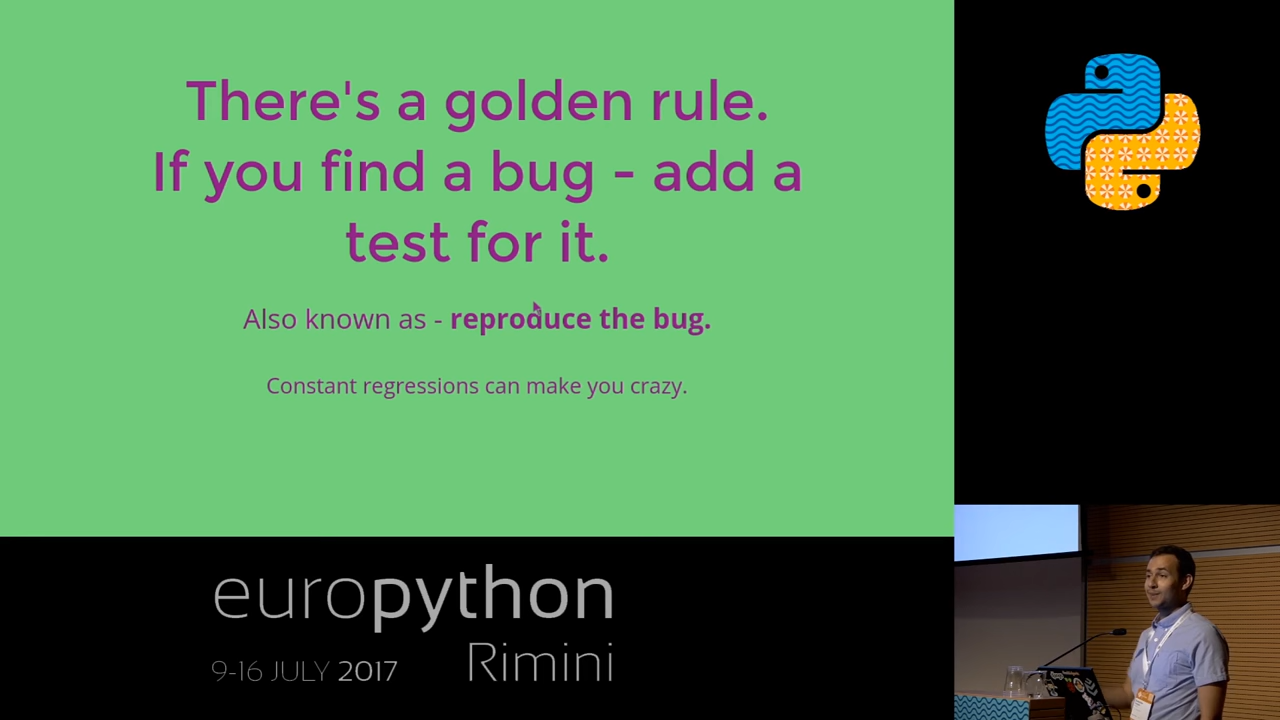 There's a golden rule.
If you find a bug - add a
test for it.
Also known as - reproduce the bug.
Constant regressions can make you crazy.
europython
9-16 JULY 2017 Rimini